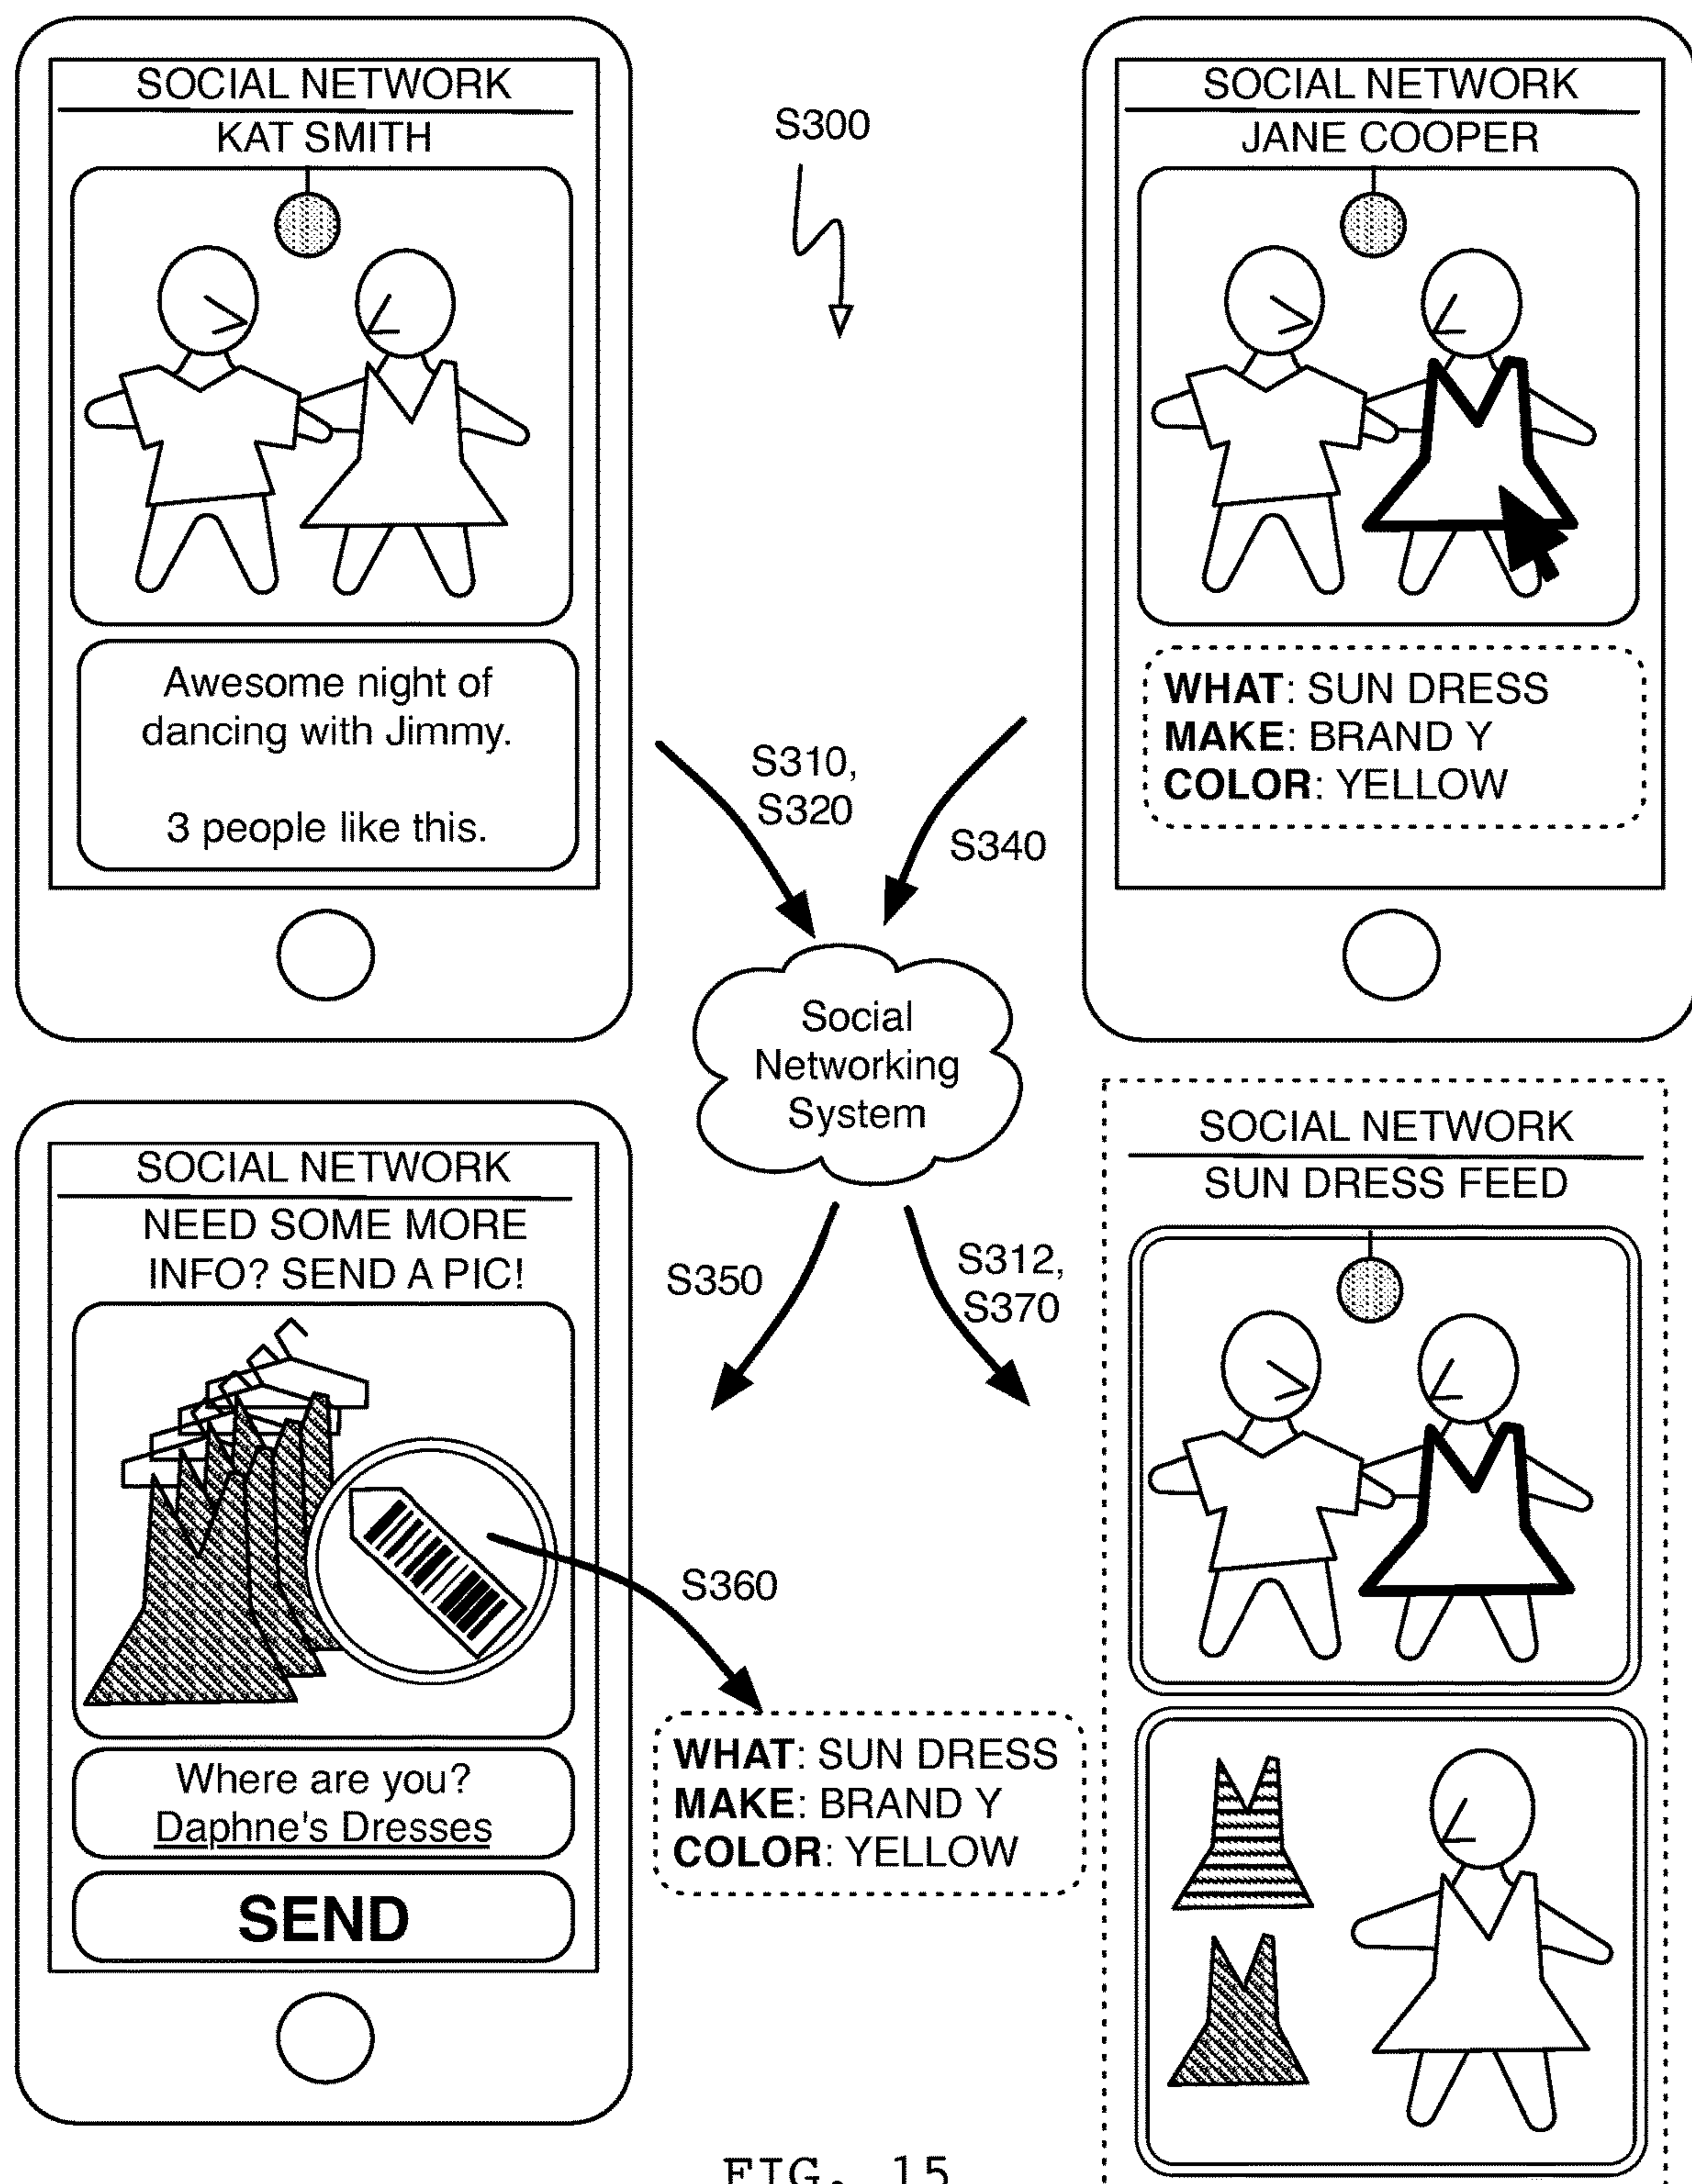 SOCIAL NETWORK
KAT SMITH
Awesome night of
dancing with Jimmy.
3 people like this.
S300
SOCIAL NETWORK
JANE COOPER
WHAT: SUN DRESS
MAKE: BRAND Y
COLOR: YELLOW
S310,
S320
S340
Social
Networking
System
S350
S312,
S370
SOCIAL NETWORK
NEED SOME MORE
INFO? SEND A PIC!
Where are you?
Daphne's Dresses
SEND
S360
WHAT: SUN DRESS
MAKE: BRAND Y
COLOR: YELLOW
SOCIAL NETWORK
SUN DRESS FEED
FIG. 15